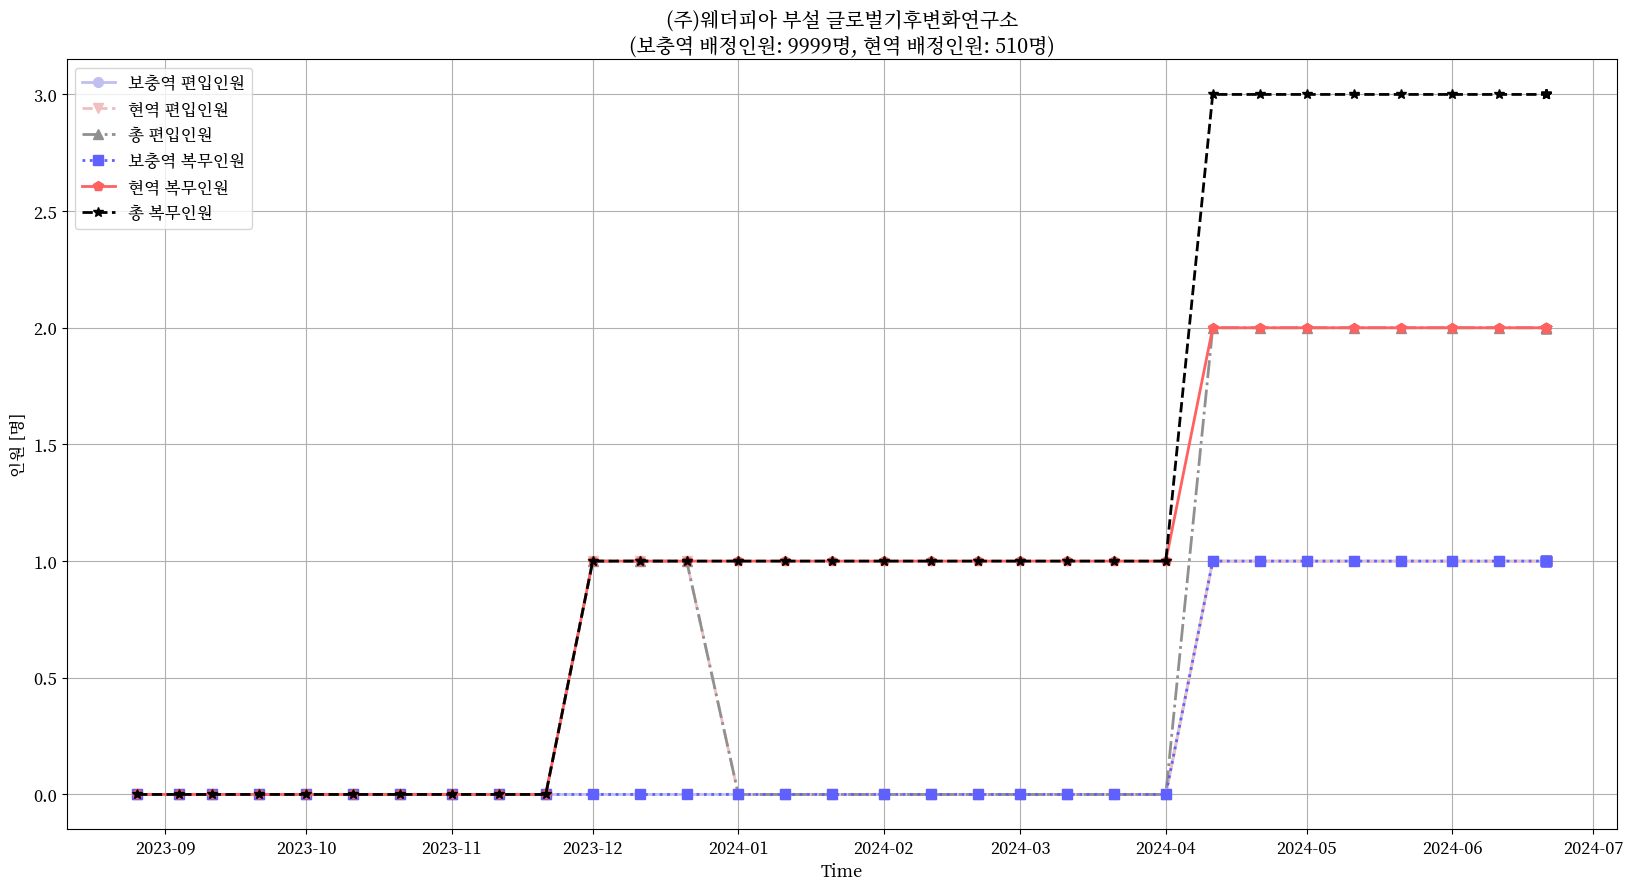 (주)웨더피아 부설 글로벌기후변화연구소
(보충역 배정인원: 9999명, 현역 배정인원: 510명)
보충역 편입인원
현역 편입인원
총 편입인원
보충역 복무인원
현역 복무인원
총 복무인원
3.0
2.5
2.0
1.5
1.0
0.5
0.0
인원 [명]
2023-09 2023-10 2023-11 2023-12 2024-01 2024-02 2024-03 2024-04 2024-05 2024-06 2024-07
Time